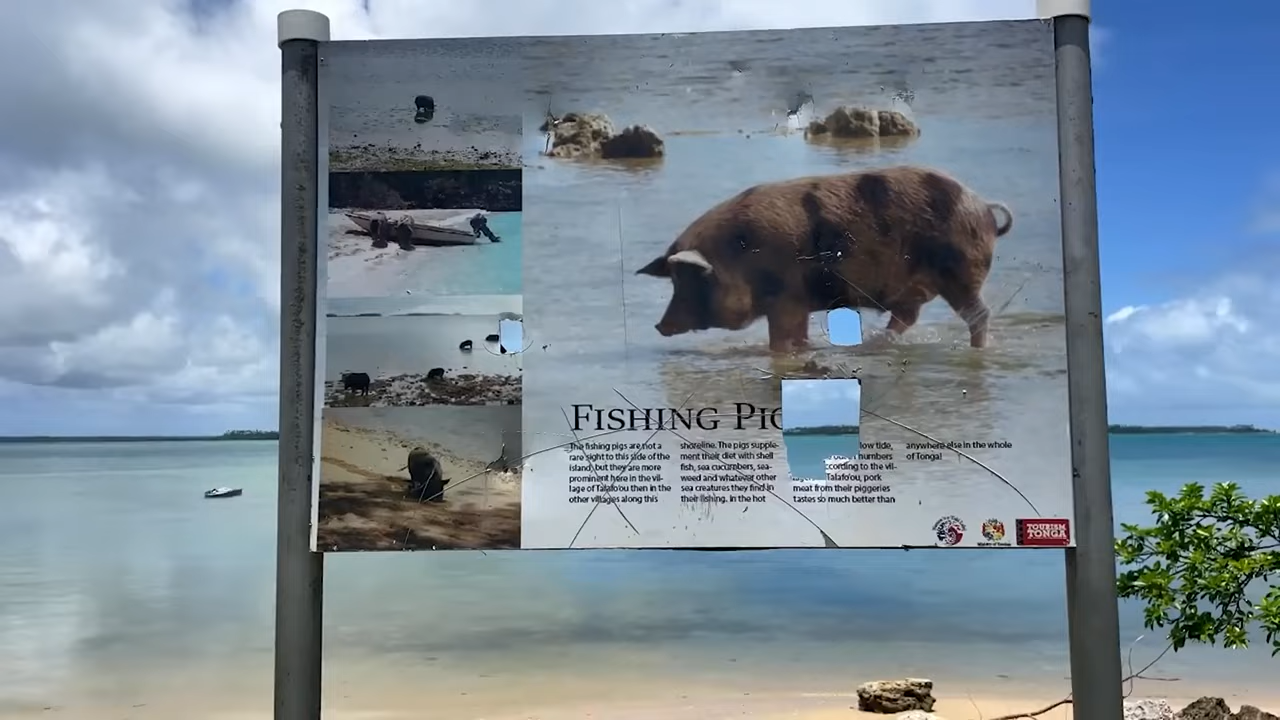 FISHING PIG
The fishing pigs are not a
rare sight to this side of the
island, but they are more
prominent here in the vil-
lage of Talafo'ou then in the
other villages along this
shoreline. The pigs supple-
ment their diet with shell
fish, sea cucumbers, sea-
weed and whatever other
sea creatures they find in
their fishing. In the hot
low tide,
numbers
ccording to the vil-
Talafo'ou, pork
meat from their piggeries
tastes so much better than
anywhere else in the whole
of Tonga!
TOURISM
TONGA